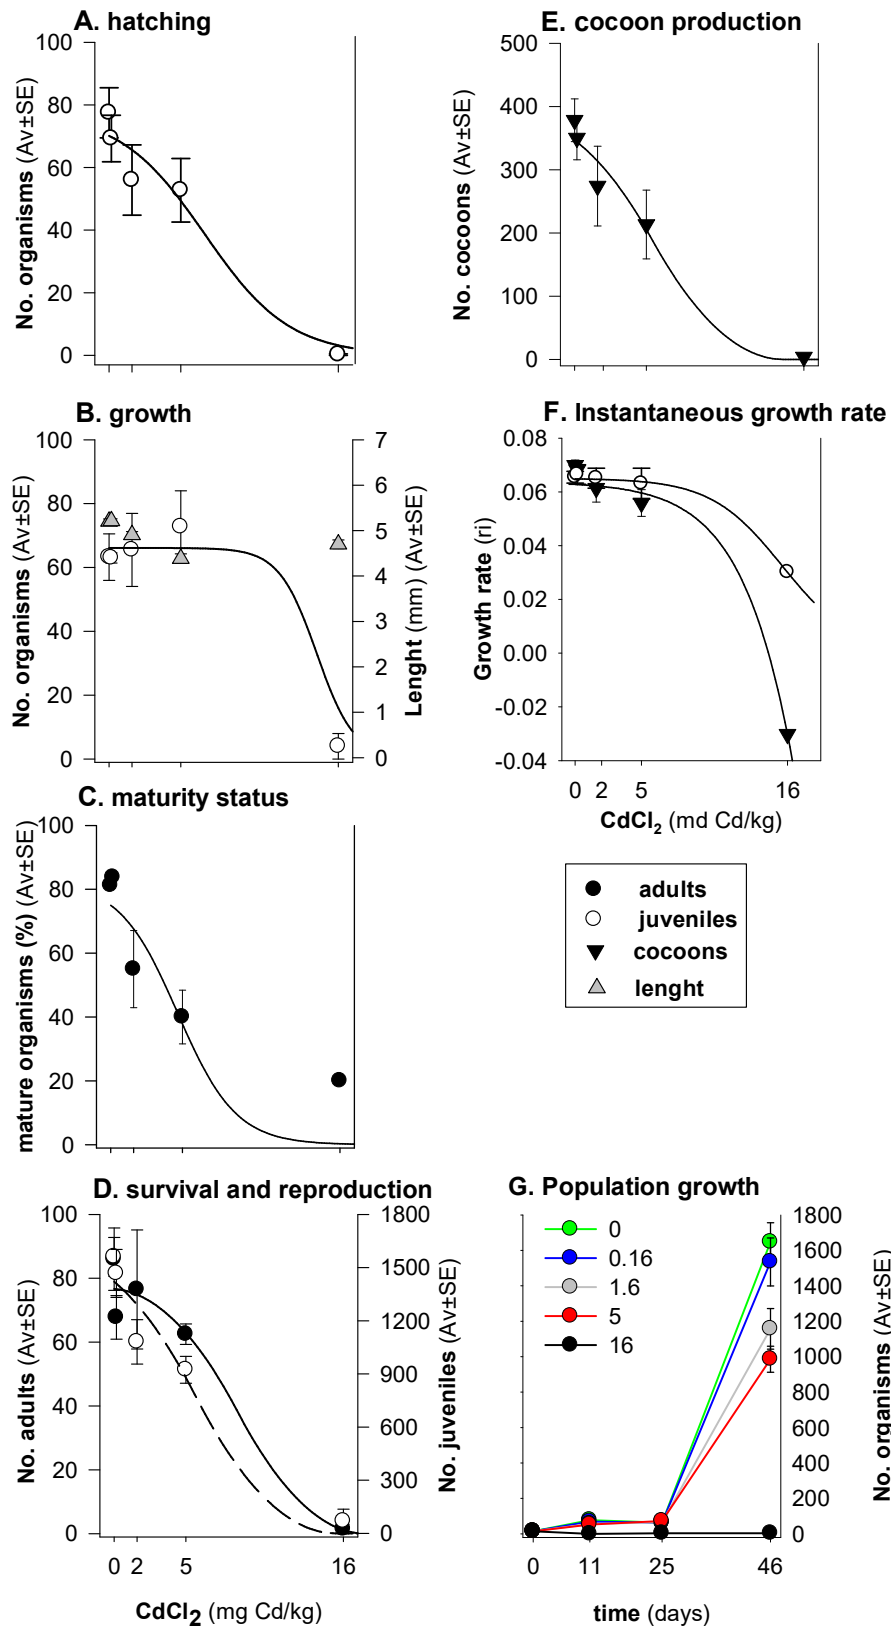 A. hatching
No. organisms (Av±SE)
100
80
60
40
20
0
E. cocoon production
No. cocoons (Av±SE)
500
400
300
200
100
0
B. growth
No. organisms (Av±SE)
100
80
60
40
20
0
7
6
5
4
3
2
1
0
Lenght (mm) (Av±SE)
F. Instantaneous growth rate
Growth rate (ri)
0.08
0.06
0.04
0.02
0.00
-0.02
-0.04
0 2 5 16
CdCl2 (md Cd/kg)
C. maturity status
mature organisms (%) (Av±SE)
100
80
60
40
20
0
adults
juveniles
cocoons
lenght
D. survival and reproduction
No. adults (Av±SE)
100
80
60
40
20
0
1800
1500
1200
900
600
300
0
No. juveniles (Av±SE)
0 2 5 16
CdCl2 (mg Cd/kg)
G. Population growth
0
0.16
1.6
5
16
1800
1600
1400
1200
1000
800
600
400
200
0
No. organisms (Av±SE)
0 11 25 46
time (days)